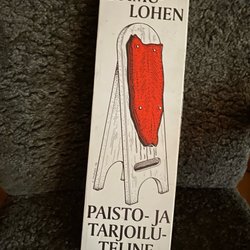 LOHEN
PAISTO- JA
TARJOILU-
TELINE